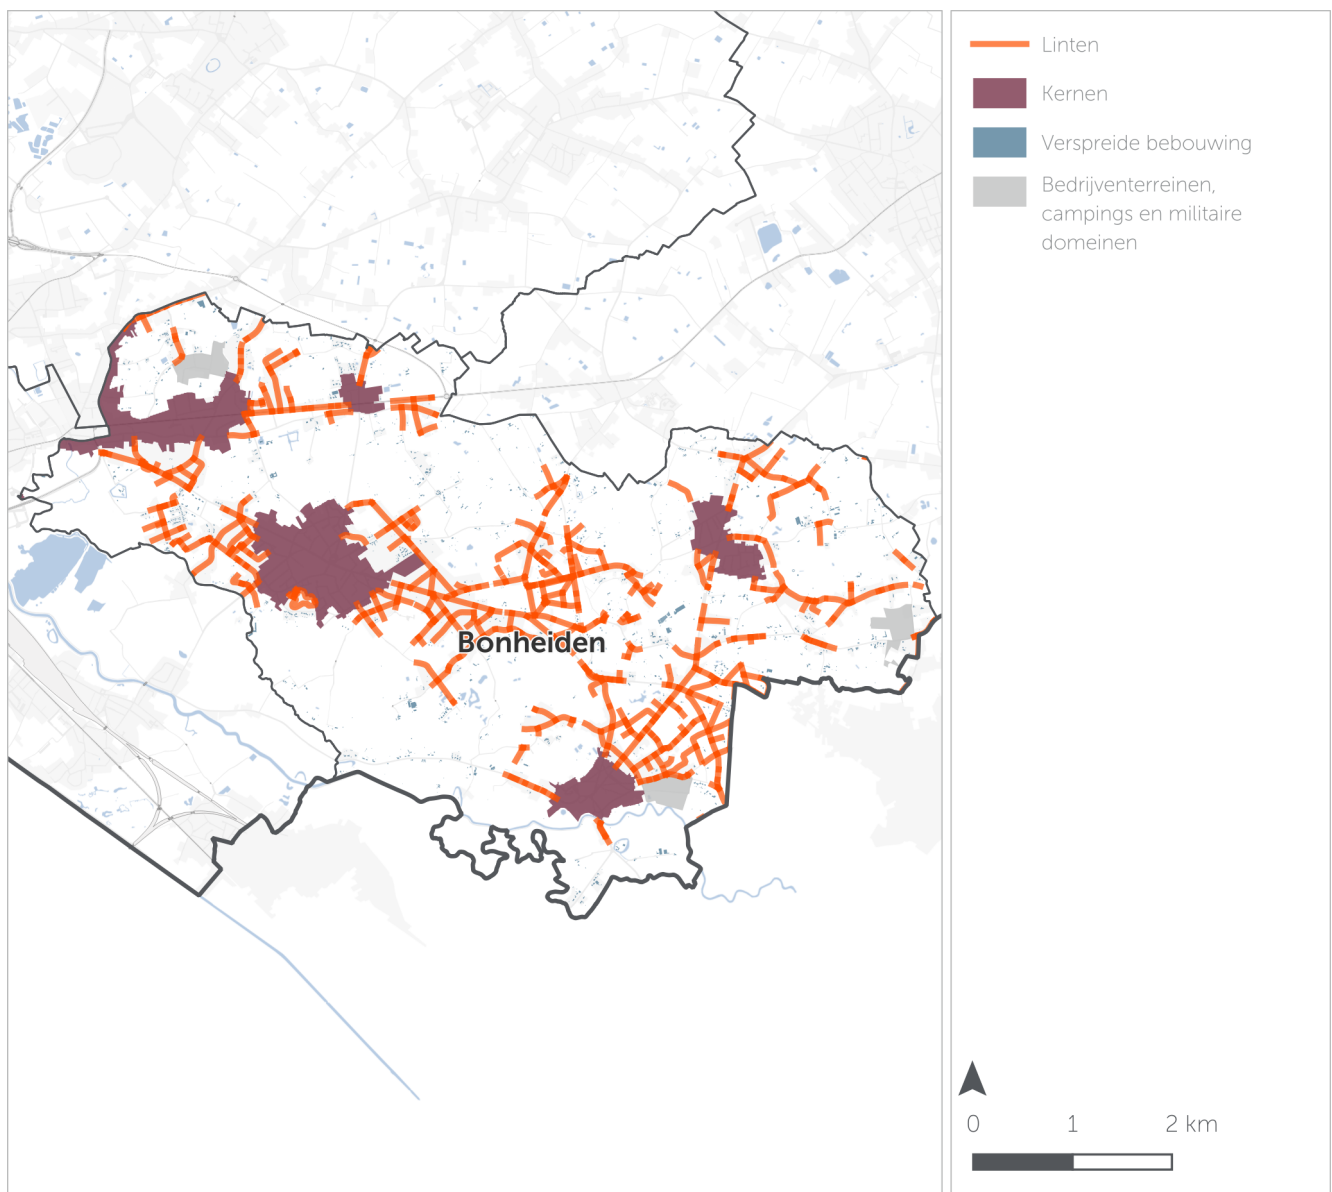 Linten
Kernen
Verspreide bebouwing
Bedrijventerreinen,
campings en militaire
domeinen
Bonheiden
0 1 2 km